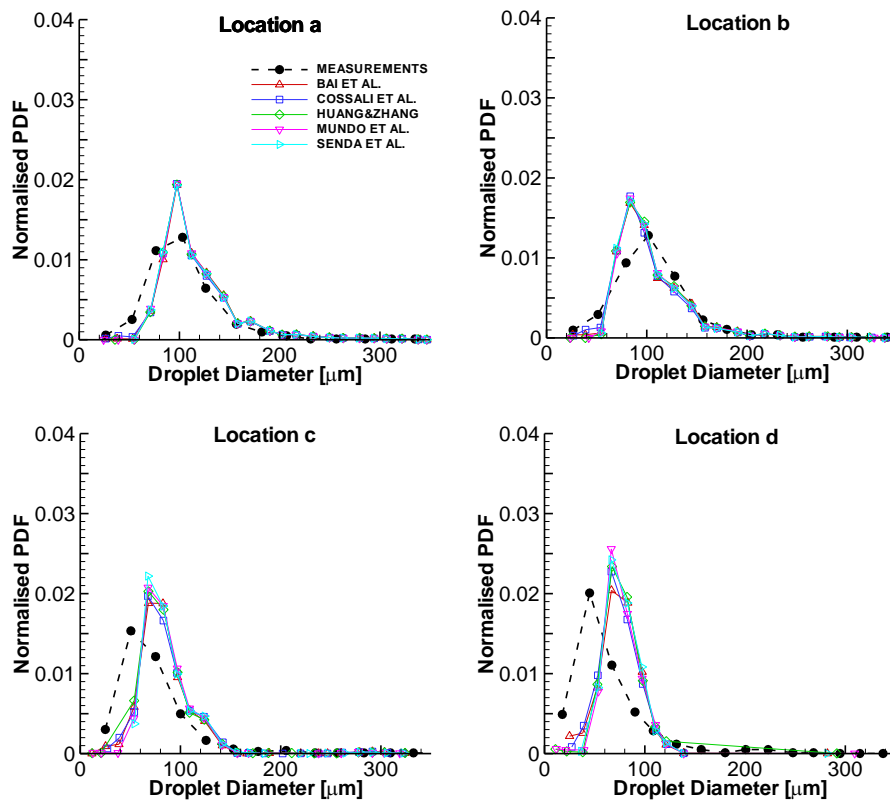 Location a
0.04
0.03
0.02
0.01
0
Normalised PDF
MEASUREMENTS
BAI ET AL.
COSSALI ET AL.
HUANG&ZHANG
MUNDO ET AL.
SENDA ET AL.
0 100 200 300
Droplet Diameter [μm]
Location b
0.04
0.03
0.02
0.01
0
Normalised PDF
0 100 200 300
Droplet Diameter [μm]
Location c
0.04
0.03
0.02
0.01
0
Normalised PDF
0 100 200 300
Droplet Diameter [μm]
Location d
0.04
0.03
0.02
0.01
0
Normalised PDF
0 100 200 300
Droplet Diameter [μm]